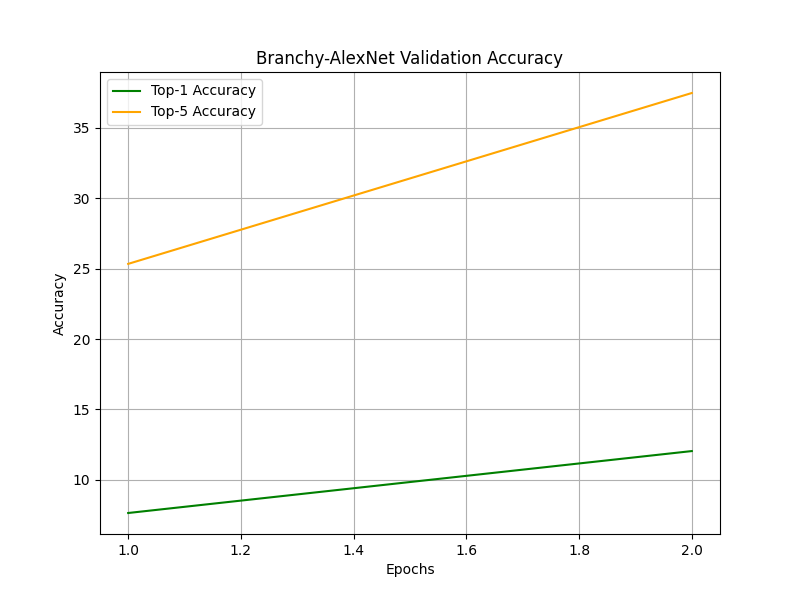 Branchy-AlexNet Validation Accuracy
Top-1 Accuracy
Top-5 Accuracy
Accuracy
35
30
25
20
15
10
1.0 1.2 1.4 1.6 1.8 2.0
Epochs